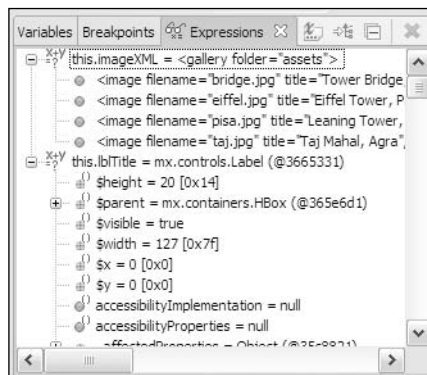 Variables Breakpoints Expressions
this.imageXML = <gallery folder="assets">
<image filename="bridge.jpg" title="Tower Bridge
<image filename="eiffel.jpg" title="Eiffel Tower, P
<image filename="pisa.jpg" title="Leaning Tower,
<image filename="taj.jpg" title="Taj Mahal, Agra",
this.lblTitle = mx.controls.Label (@3665331)
$height = 20 [0x14]
$parent = mx.containers.HBox (@365e6d1)
$visible = true
$width = 127 [0x7f]
$x = 0 [0x0]
$y = 0 [0x0]
accessibilityImplementation = null
accessibilityProperties = null
affectedProperties = Object (@35c8821)